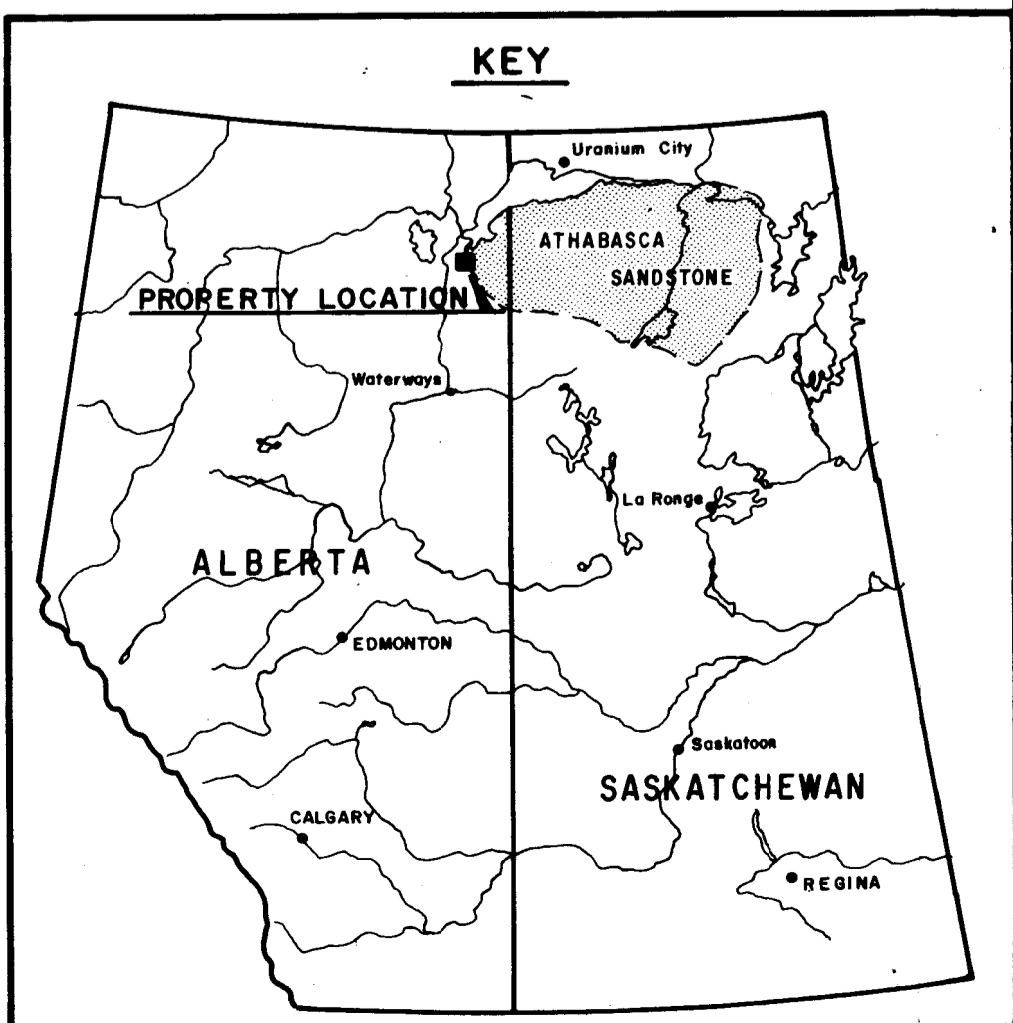 KEY
Uranium City
ATHABASCA
SANDSTONE
PROPERTY LOCATION
Waterways
La Ronge
ALBERTA
EDMONTON
Saskatoon
SASKATCHEWAN
CALGARY
REGINA